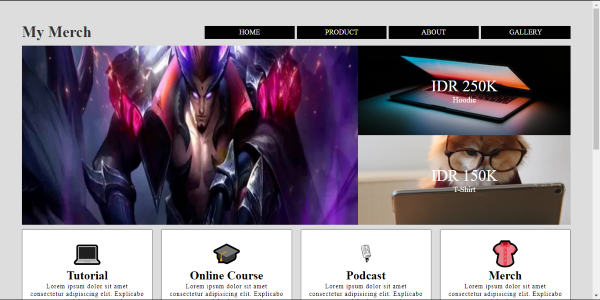 My Merch
HOME
PRODUCT
ABOUT
GALLERY
IDR 250K
Hoodie
IDR 150K
T-Shirt
Tutorial
Lorem ipsum dolor sit amet
consectetur adipisicing elit. Explicabo
Online Course
Lorem ipsum dolor sit amet
consectetur adipisicing elit. Explicabo
Podcast
Lorem ipsum dolor sit amet
consectetur adipisicing elit. Explicabo
Merch
Lorem ipsum dolor sit amet
consectetur adipisicing elit. Explicabo